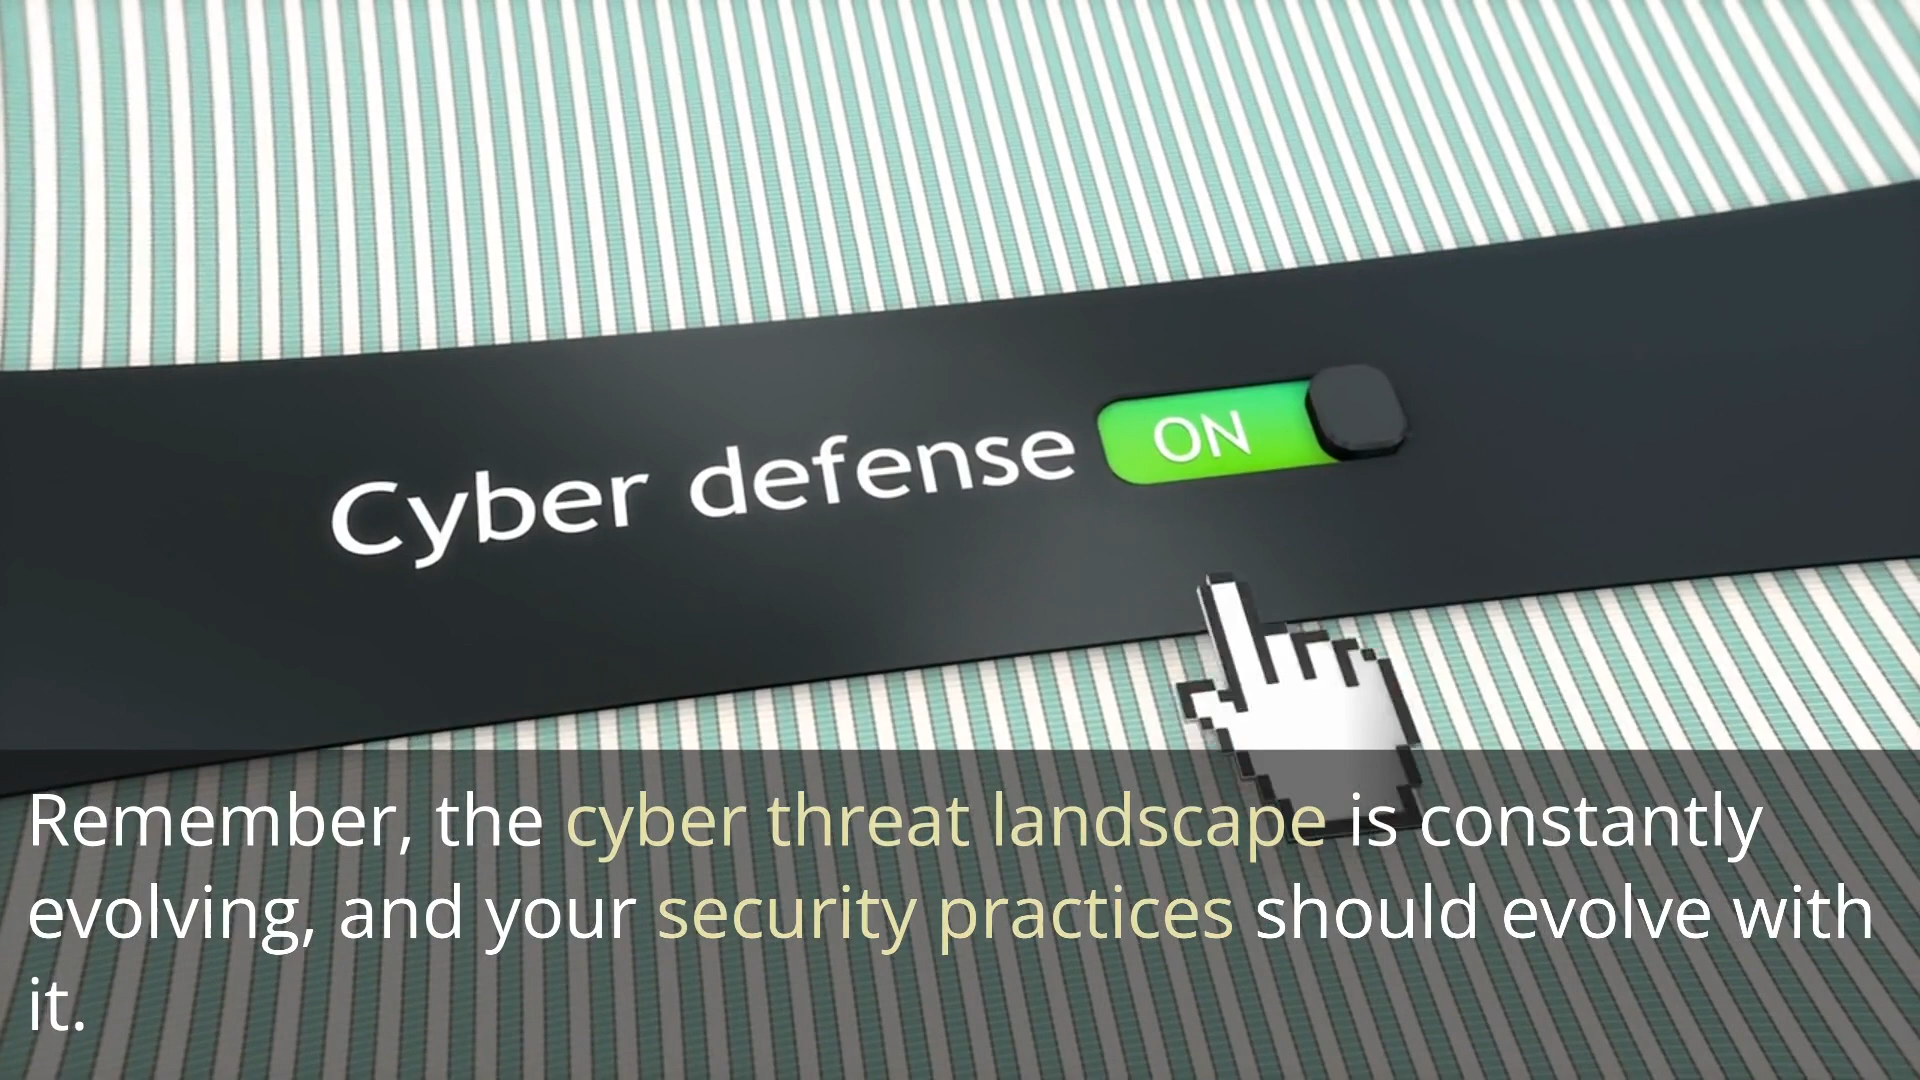 Cyber defense ON
Remember, the cyber threat landscape is constantly
evolving, and your security practices should evolve with
it.